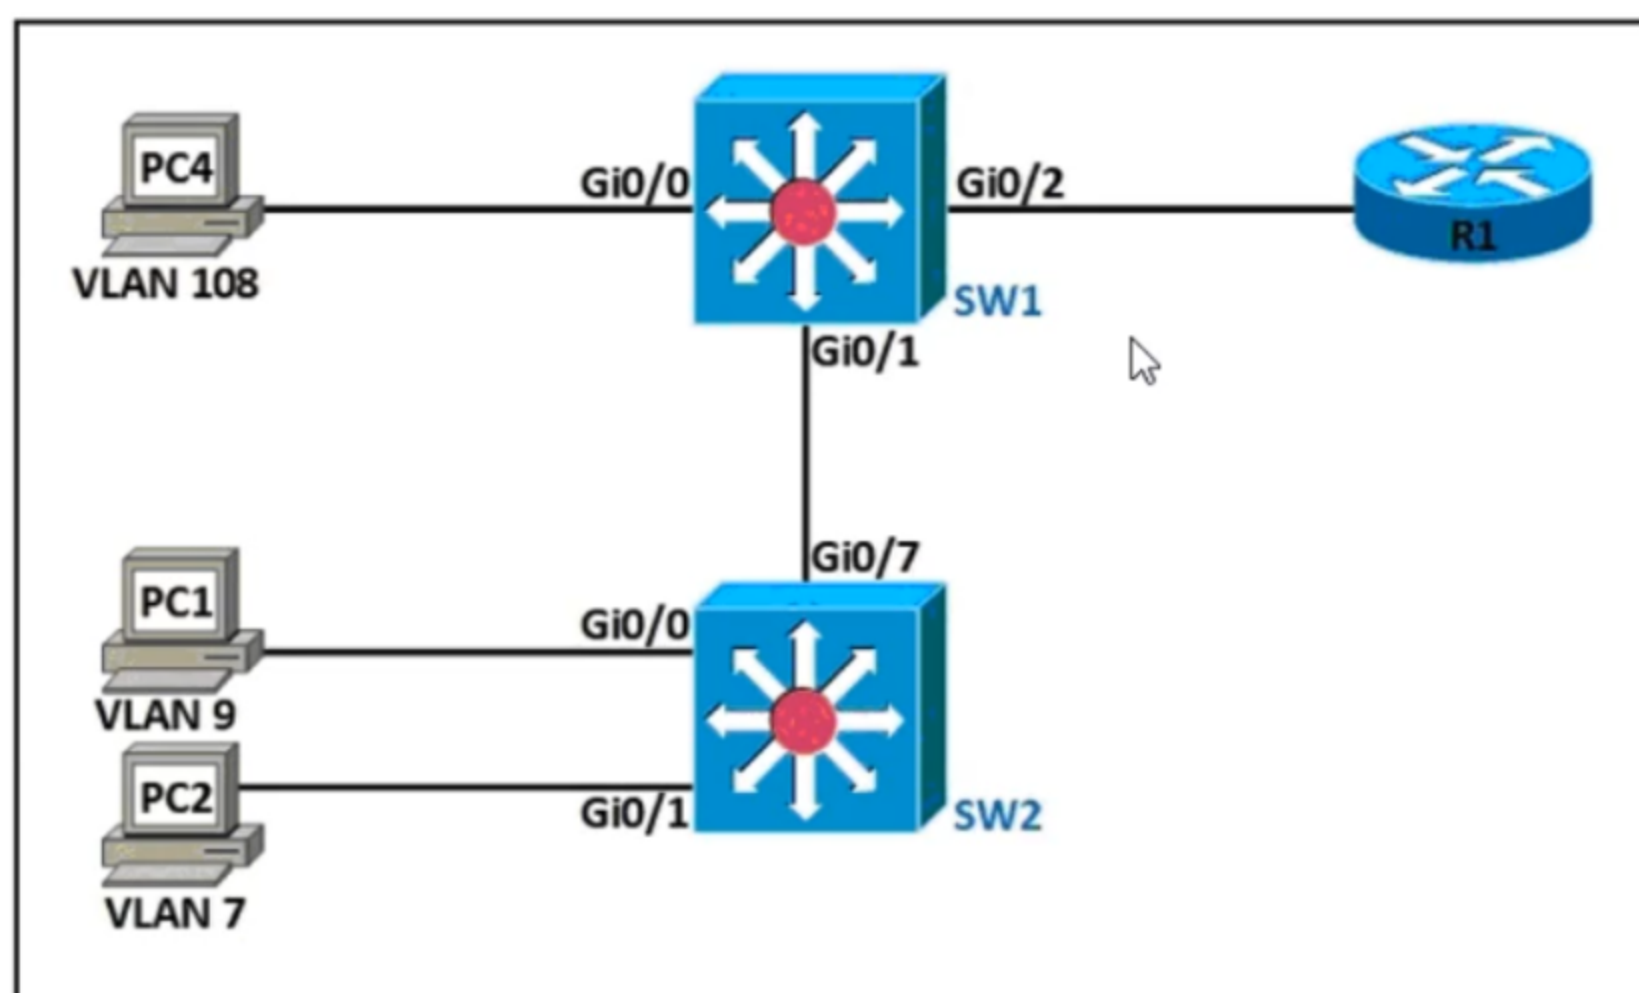 PC4
VLAN 108
Gi0/0
Gi0/2
R1
SW1
Gi0/1
Gi0/7
PC1
VLAN 9
Gi0/0
PC2
VLAN 7
Gi0/1
SW2